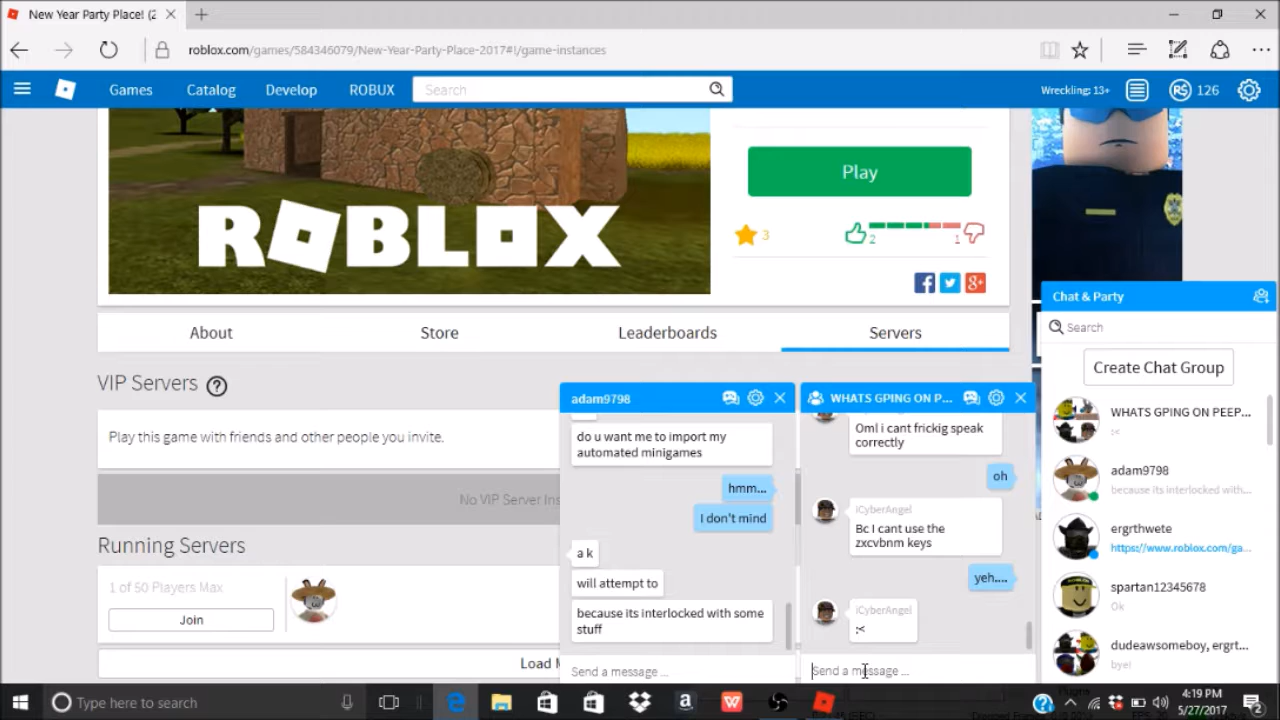 New Year Party Place! (2
roblox.com/games/584346079/New-Year-Party-Place-2017#!/game-instances
Games
Catalog
Develop
ROBUX
Search
Wreckling: 13+
R$ 126
ROBLOX
Play
3
2
1
About
Store
Leaderboards
Servers
VIP Servers ?
Play this game with friends and other people you invite.
No VIP Server Ins
Running Servers
1 of 50 Players Max
Join
Load M
adam9798
do u want me to import my
automated minigames
hmm...
I don't mind
a k
will attempt to
because its interlocked with some
stuff
Send a message ...
WHATS GPING ON P...
Oml i cant frickig speak
correctly
oh
iCyberAngel
Bc I cant use the
zxcvbnm keys
yeh....
iCyberAngel
:<
Send a message ...
Chat & Party
Search
Create Chat Group
WHATS GPING ON PEEP...
:<
adam9798
because its interlocked with...
ergrthwete
https://www.roblox.com/ga...
spartan12345678
Ok
dudeawsomeboy, ergrt...
bye!
Type here to search
4:19 PM
5/27/2017
2